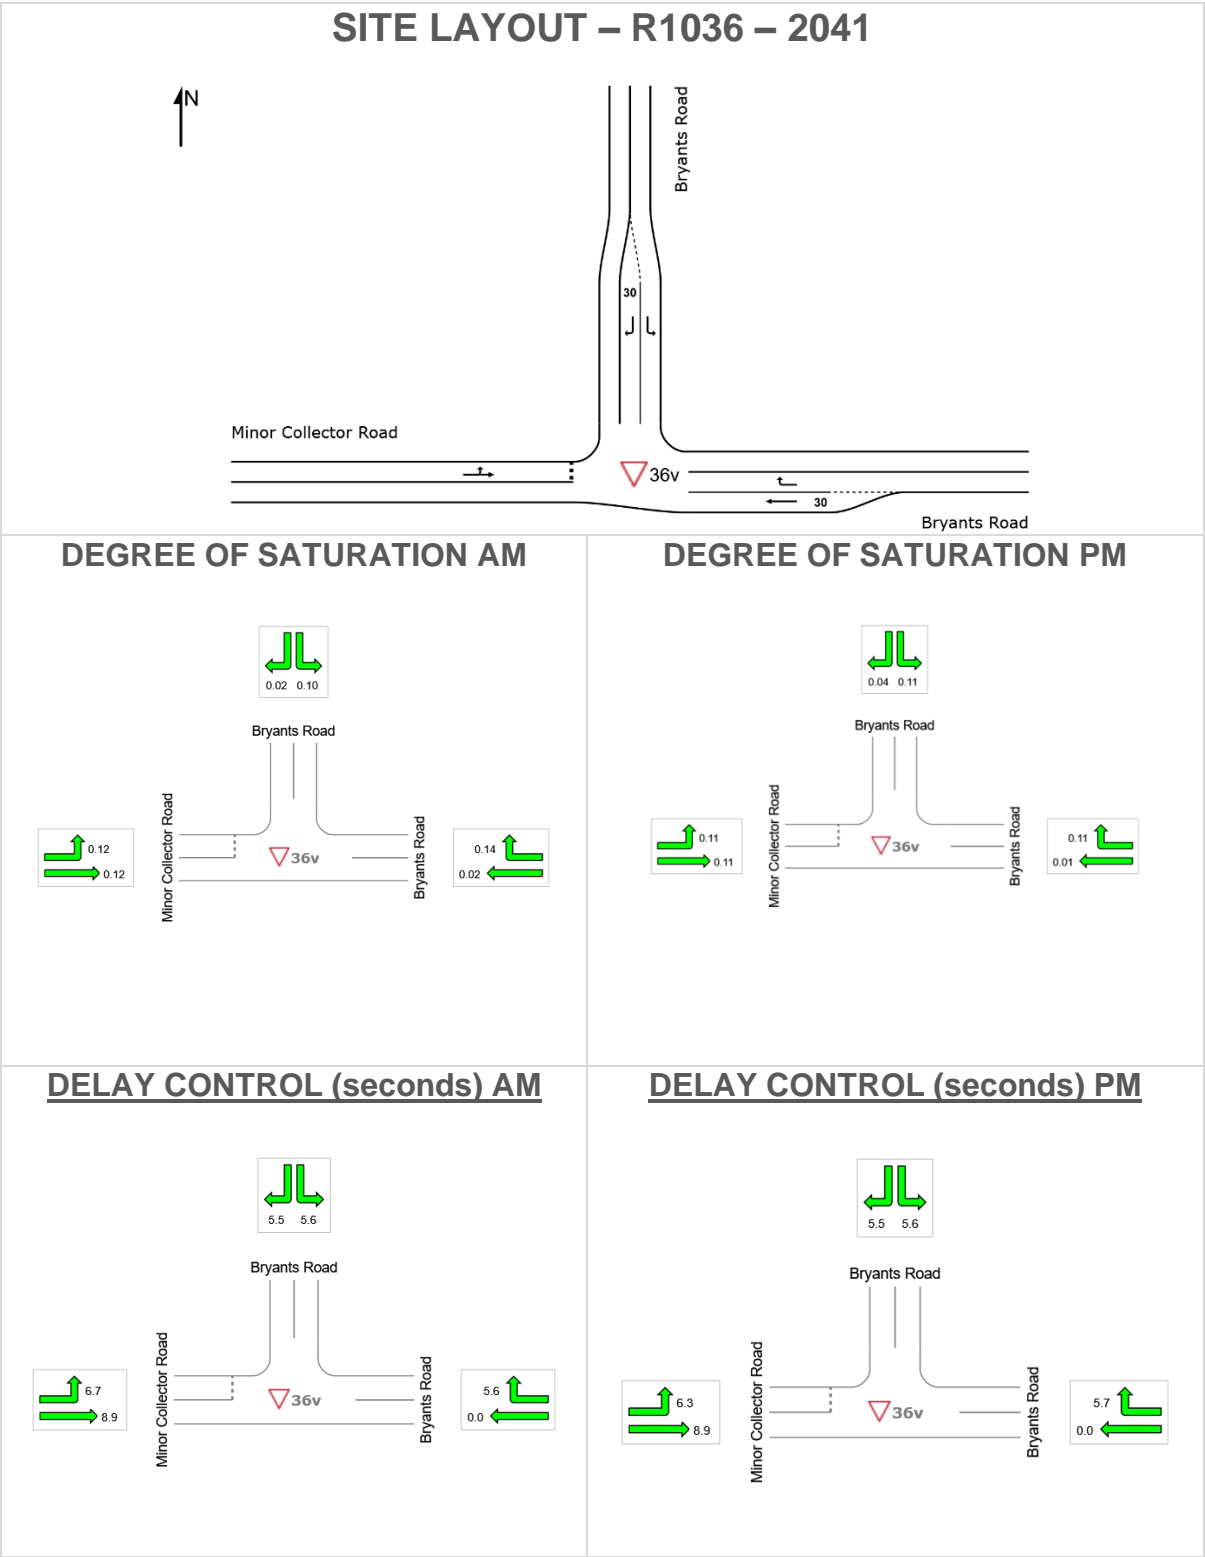 SITE LAYOUT – R1036 – 2041
N
Bryants Road
30
Minor Collector Road
36v
30
Bryants Road
DEGREE OF SATURATION AM
0.02 0.10
Bryants Road
Minor Collector Road
0.12
0.12
36v
Bryants Road
0.14
0.02
DEGREE OF SATURATION PM
0.04 0.11
Bryants Road
Minor Collector Road
0.11
0.11
36v
Bryants Road
0.11
0.01
DELAY CONTROL (seconds) AM
5.5 5.6
Bryants Road
Minor Collector Road
6.7
8.9
36v
Bryants Road
5.6
0.0
DELAY CONTROL (seconds) PM
5.5 5.6
Bryants Road
Minor Collector Road
6.3
8.9
36v
Bryants Road
5.7
0.0